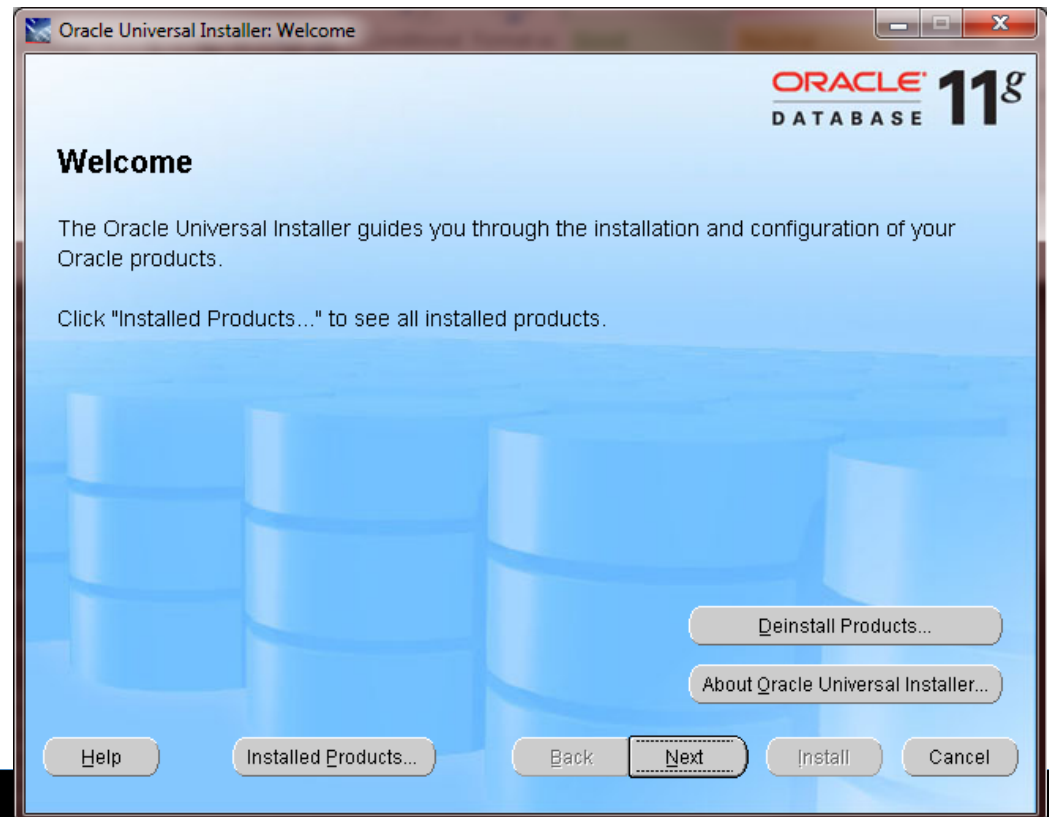 Oracle Universal Installer: Welcome
ORACLE 11g
DATABASE
Welcome
The Oracle Universal Installer guides you through the installation and configuration of your
Oracle products.
Click "Installed Products..." to see all installed products.
Deinstall Products...
About Oracle Universal Installer...
Help Installed Products... Back Next Install Cancel